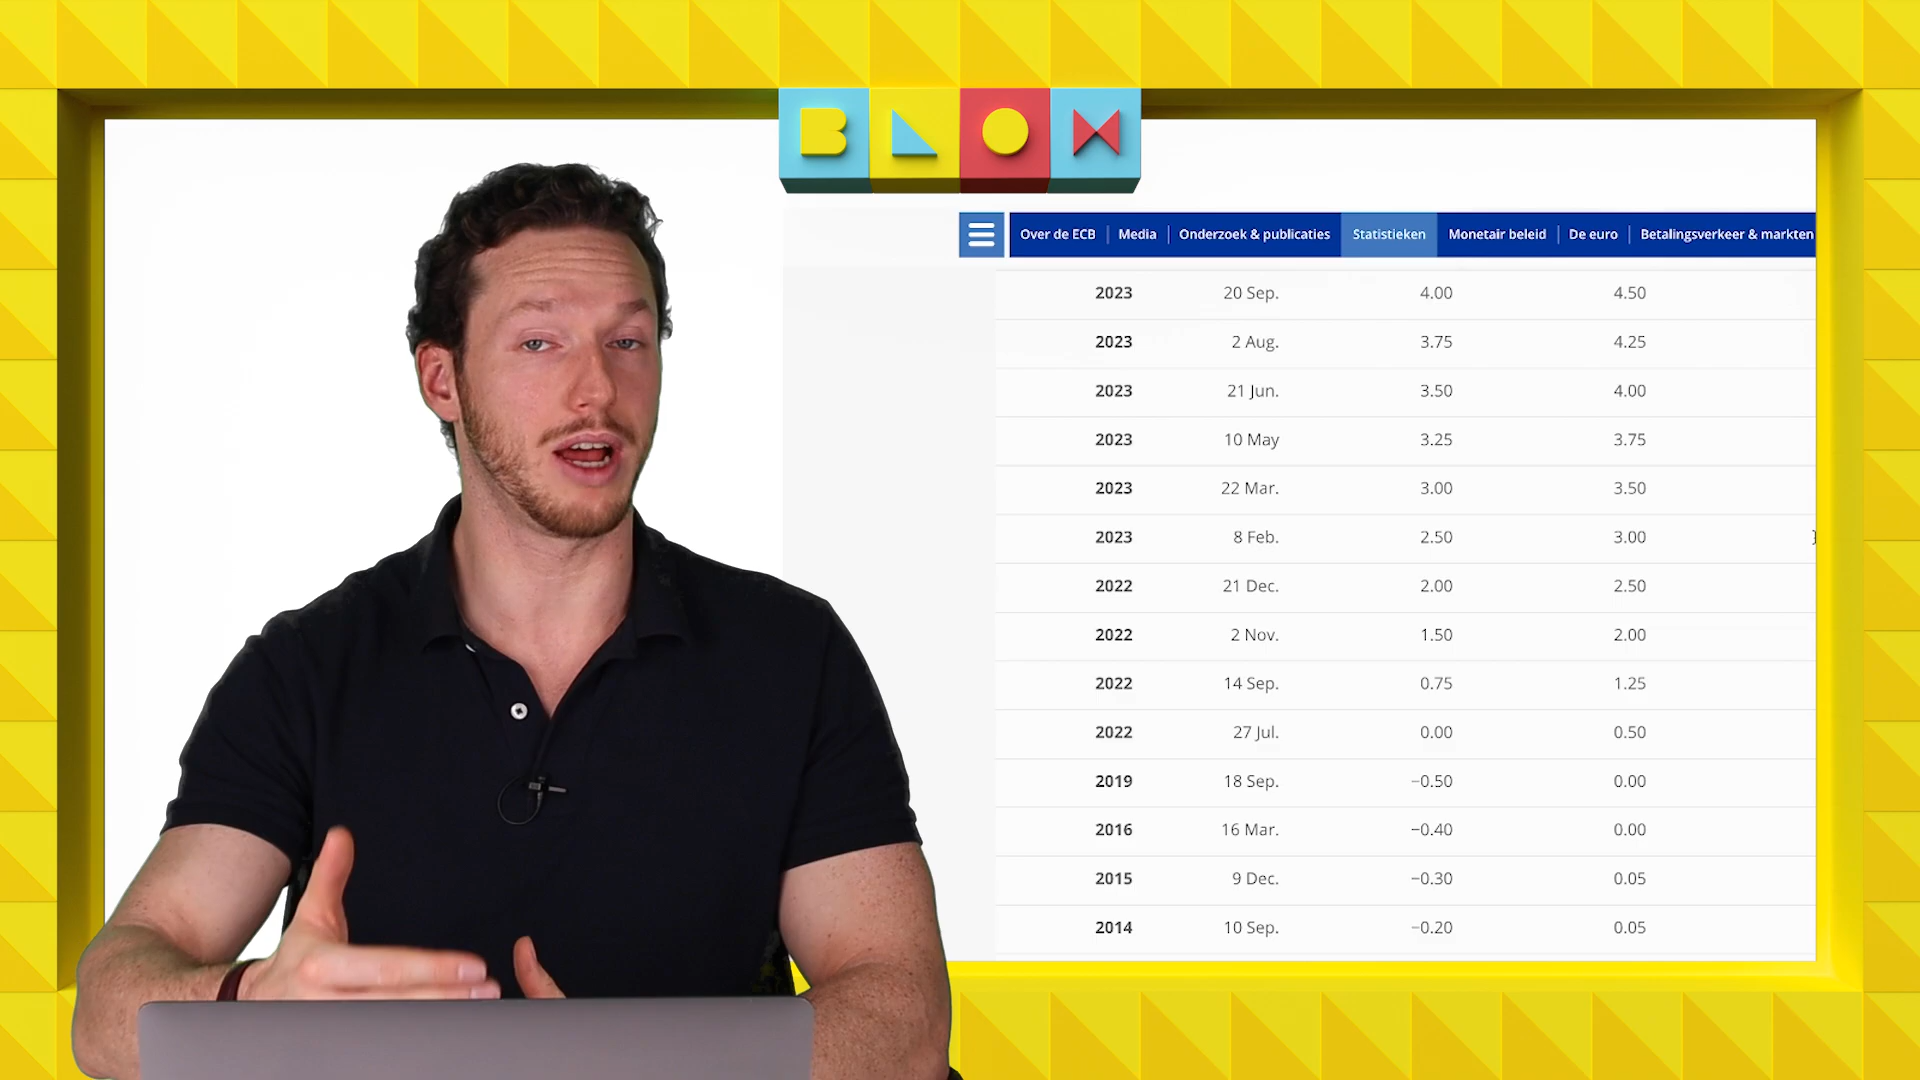 BLOM
Over de ECB | Media | Onderzoek & publicaties | Statistieken | Monetair beleid | De euro | Betalingsverkeer & markten
2023 20 Sep. 4.00 4.50
2023 2 Aug. 3.75 4.25
2023 21 Jun. 3.50 4.00
2023 10 May 3.25 3.75
2023 22 Mar. 3.00 3.50
2023 8 Feb. 2.50 3.00
2022 21 Dec. 2.00 2.50
2022 2 Nov. 1.50 2.00
2022 14 Sep. 0.75 1.25
2022 27 Jul. 0.00 0.50
2019 18 Sep. −0.50 0.00
2016 16 Mar. −0.40 0.00
2015 9 Dec. −0.30 0.05
2014 10 Sep. −0.20 0.05